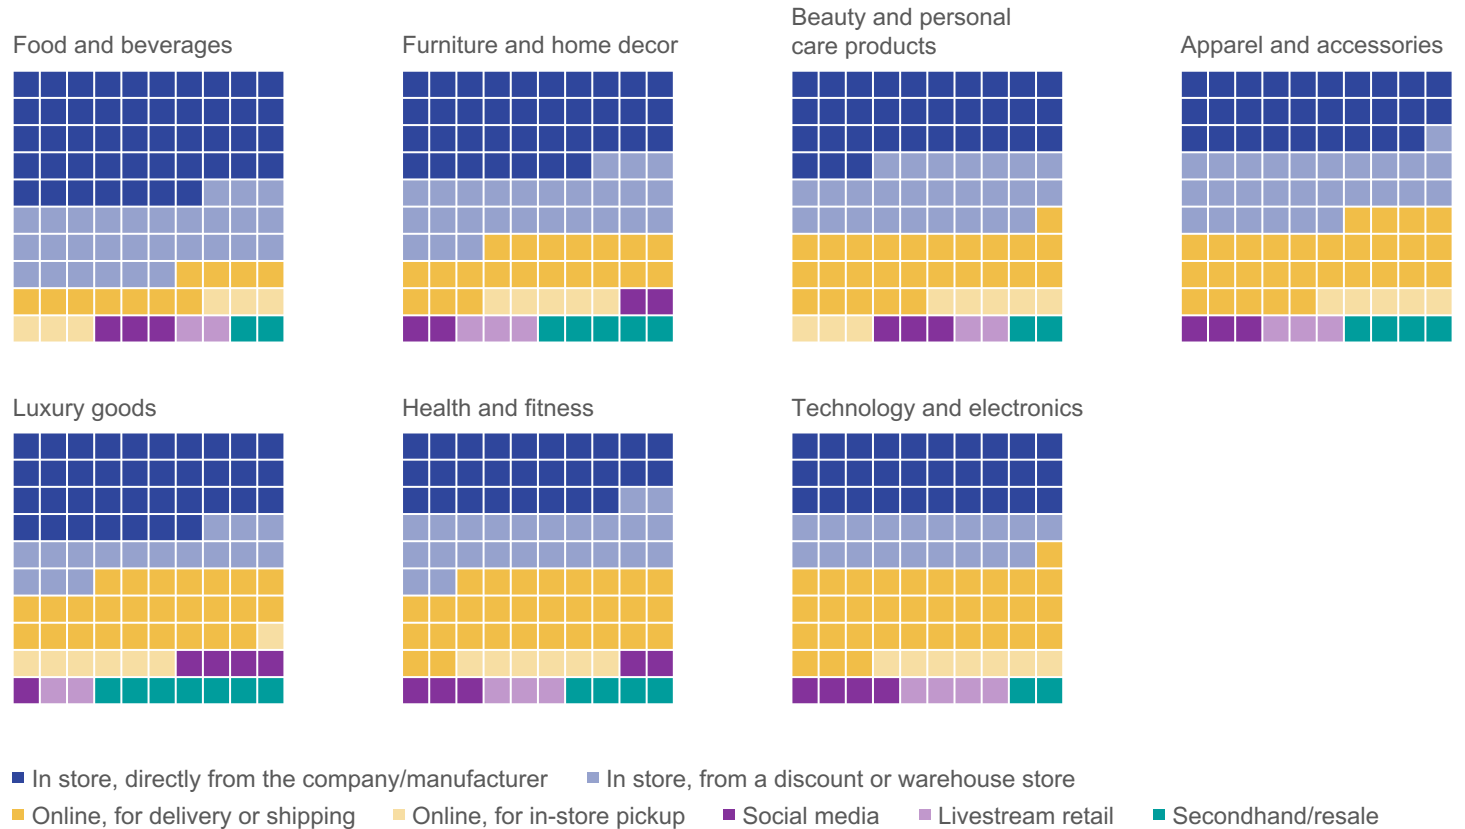 Food and beverages
Furniture and home decor
Beauty and personal
care products
Apparel and accessories
Luxury goods
Health and fitness
Technology and electronics
In store, directly from the company/manufacturer
In store, from a discount or warehouse store
Online, for delivery or shipping
Online, for in-store pickup
Social media
Livestream retail
Secondhand/resale